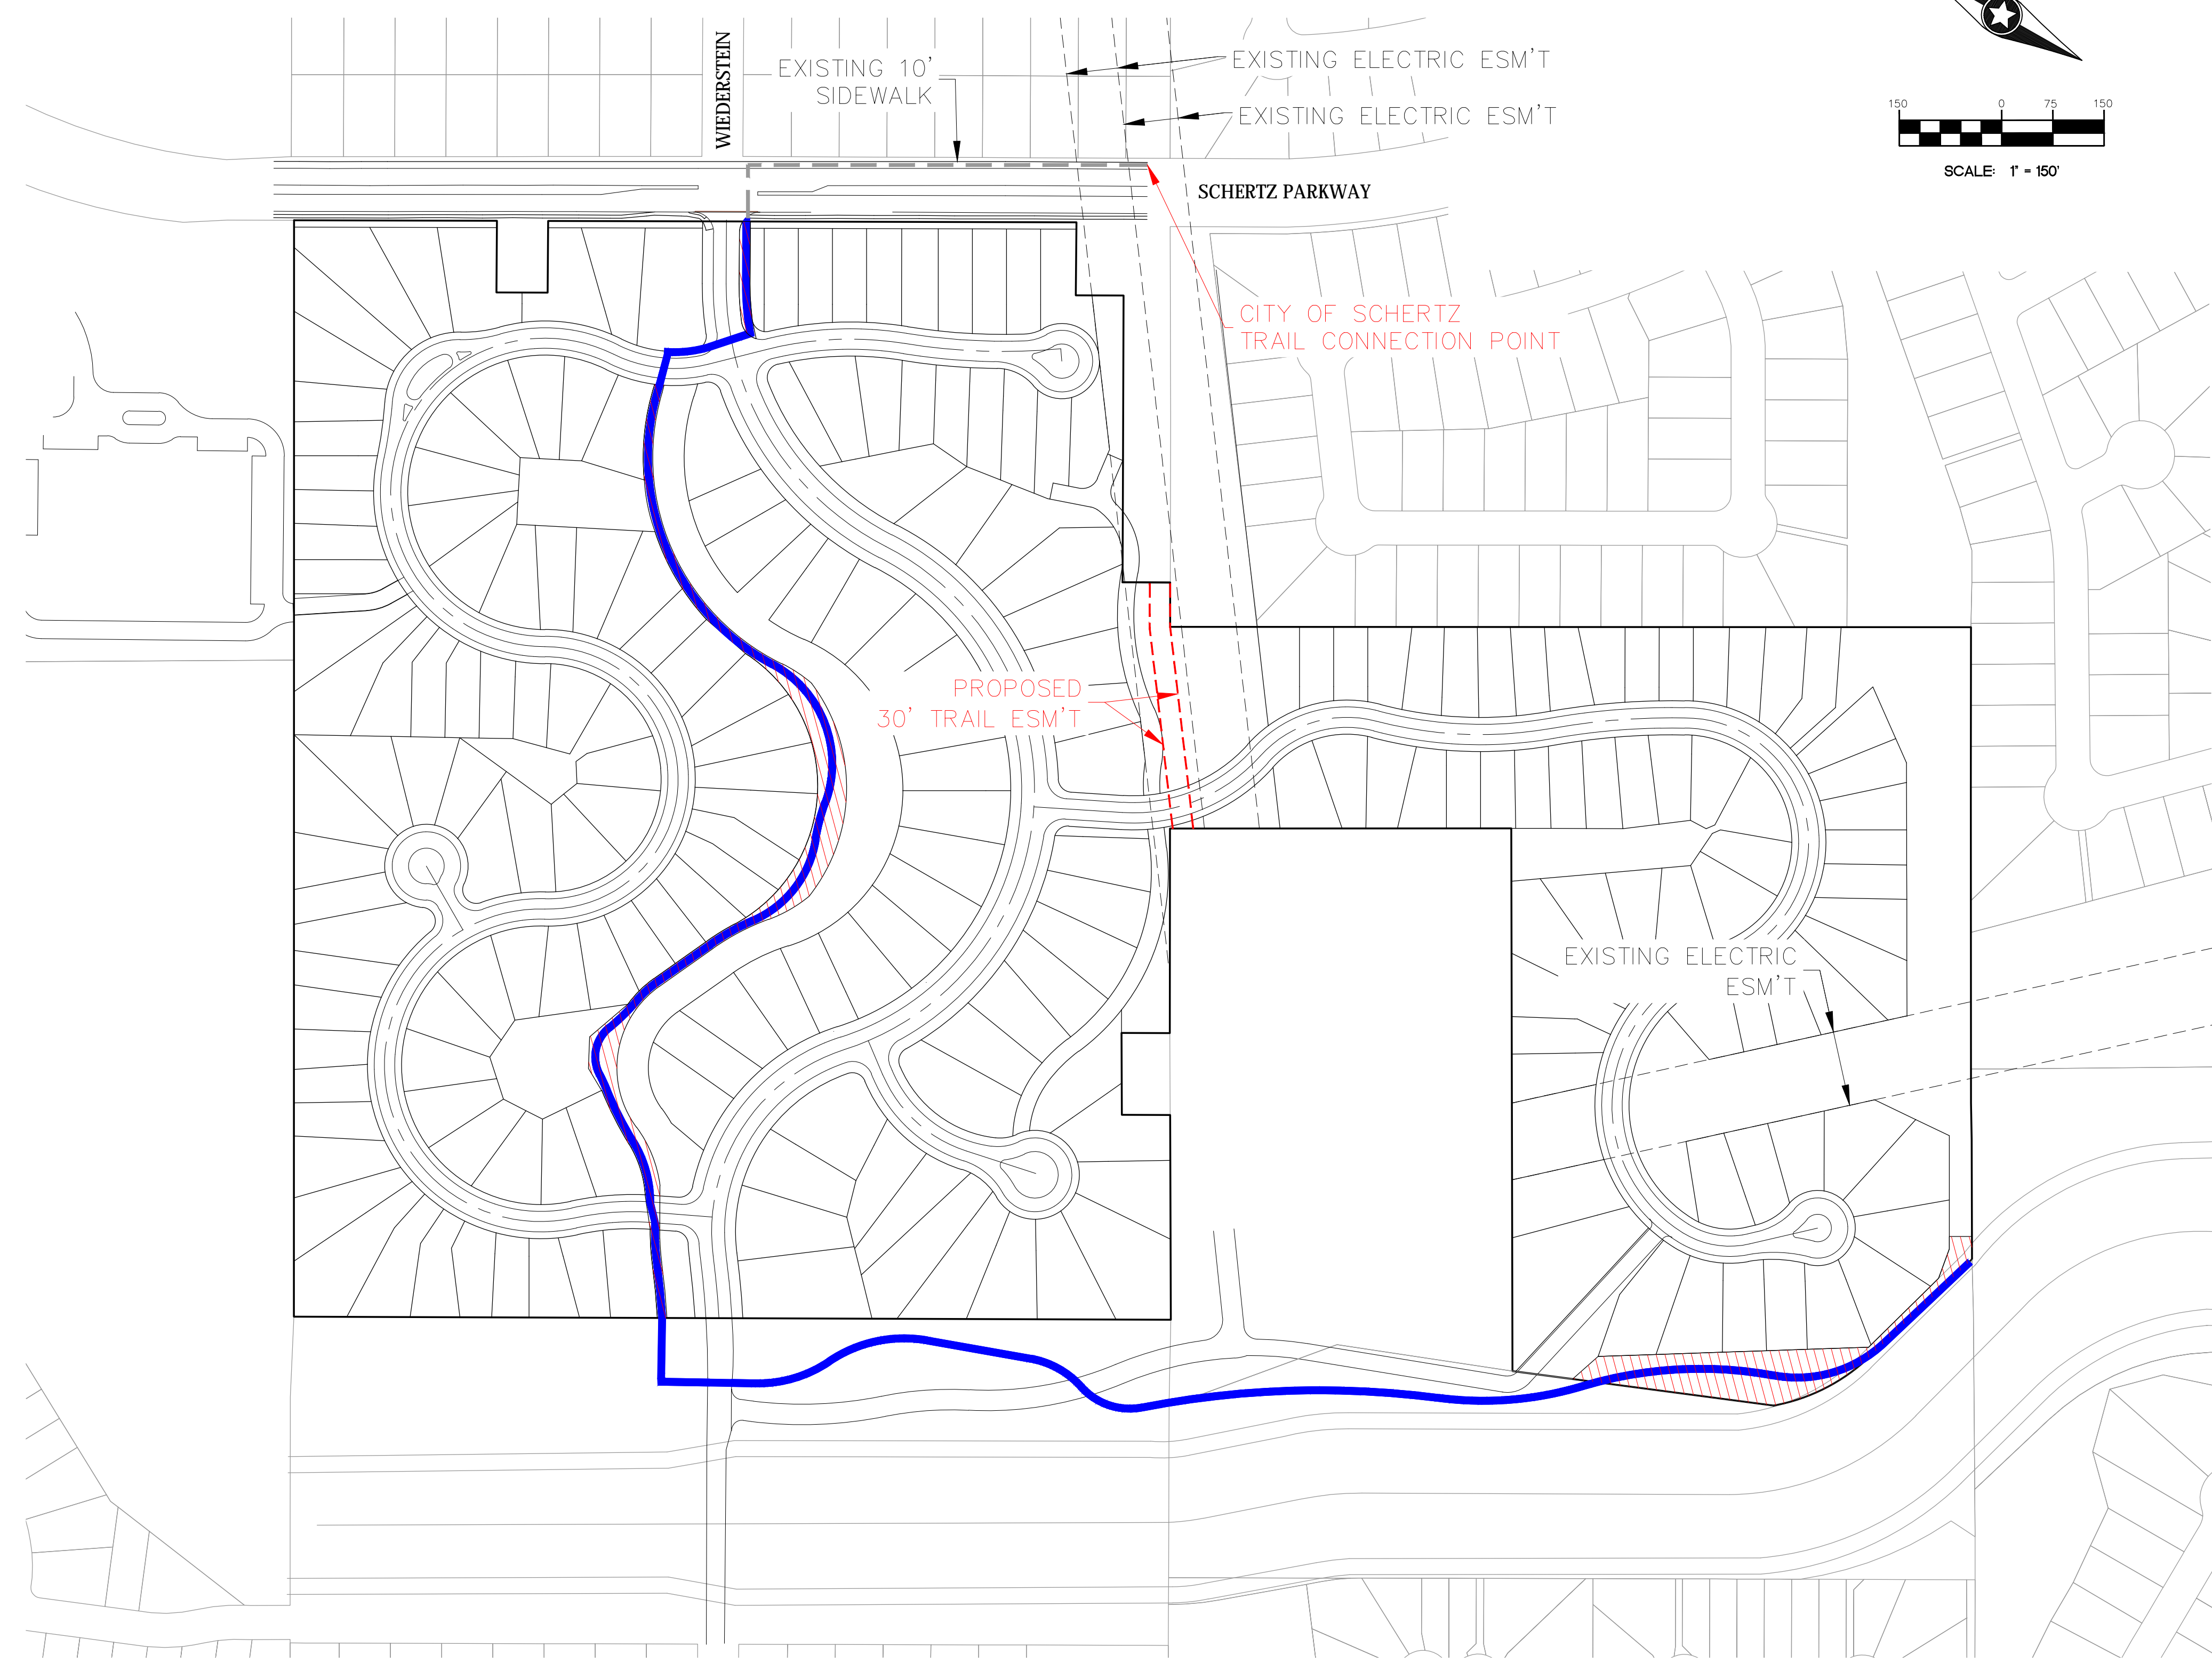 WIEDERSTEIN
EXISTING 10'
SIDEWALK
EXISTING ELECTRIC ESM'T
EXISTING ELECTRIC ESM'T
150 0 75 150
SCALE: 1" = 150'
SCHERTZ PARKWAY
CITY OF SCHERTZ
TRAIL CONNECTION POINT
PROPOSED
30' TRAIL ESM'T
EXISTING ELECTRIC
ESM'T